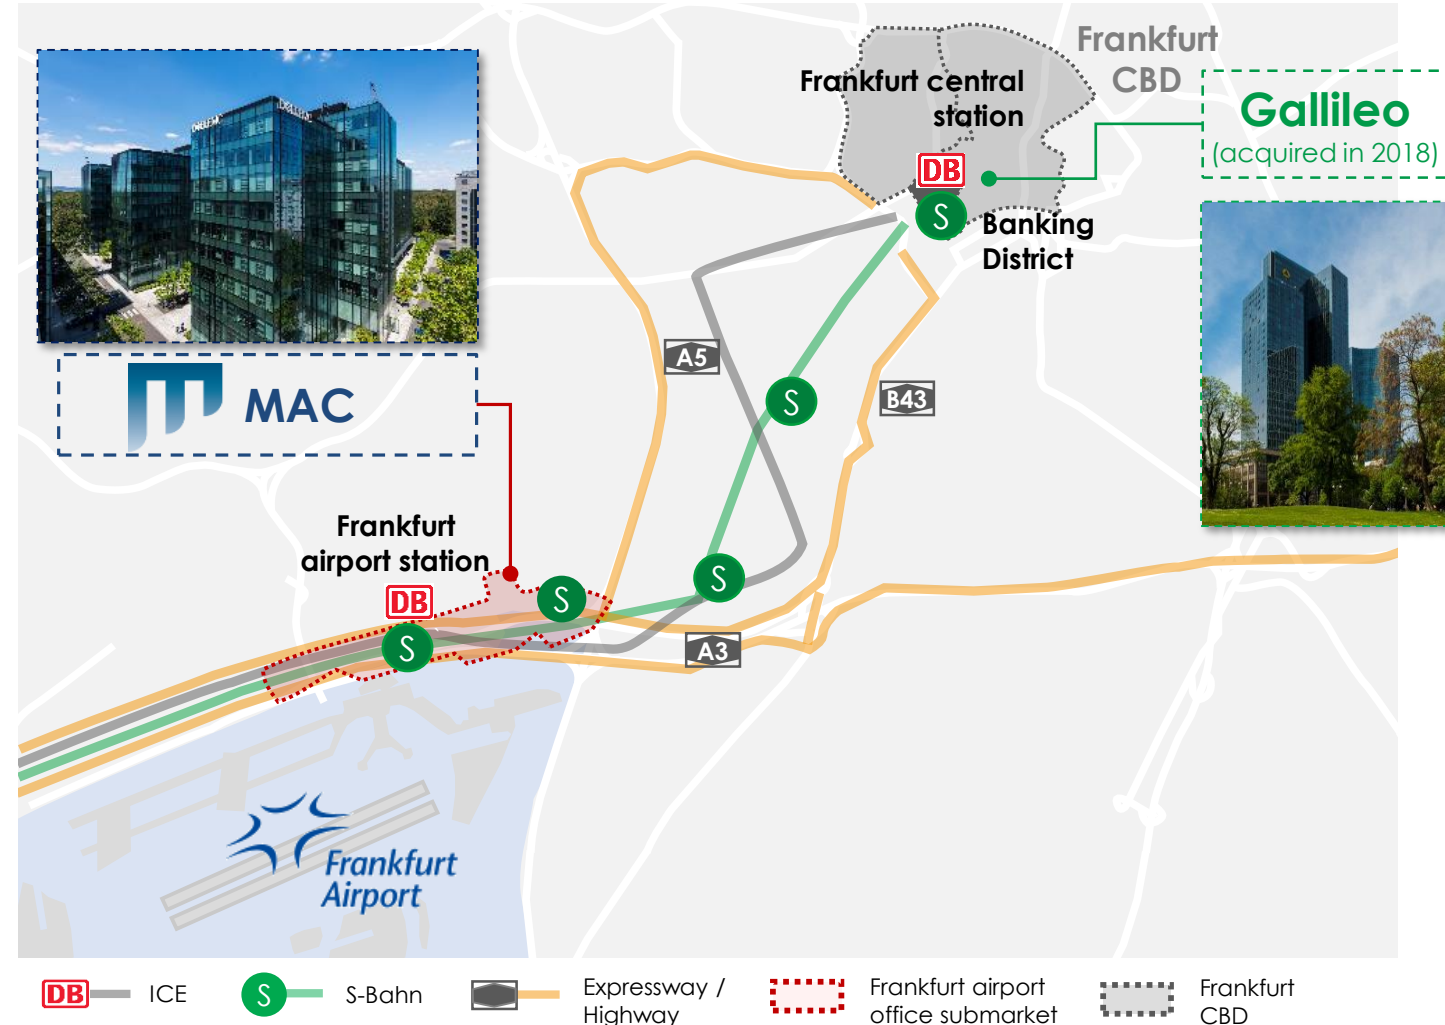 Frankfurt
CBD
Frankfurt central
station
DB
S
Banking
District
Gallileo
(acquired in 2018)
DELLEMC
MAC
A5
B43
S
Frankfurt
airport station
DB
S
S
S
A3
Frankfurt
Airport
DB ICE
S S-Bahn
Expressway /
Highway
Frankfurt airport
office submarket
Frankfurt
CBD